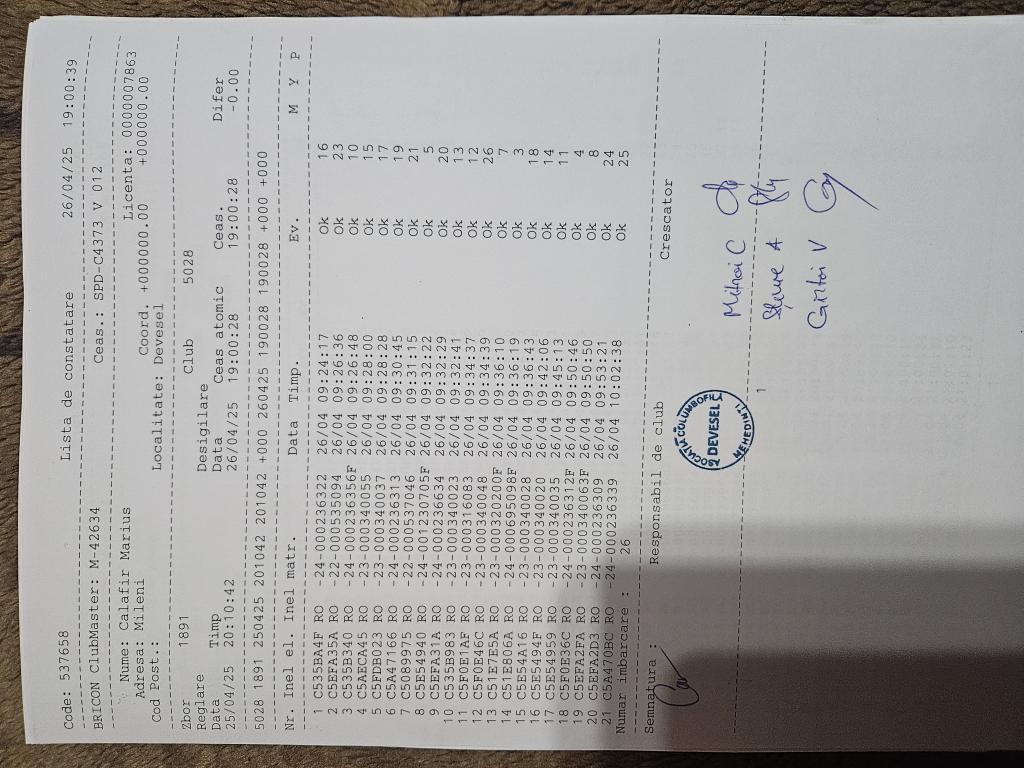 Code: 537658 Lista de constatare 26/04/25 19:00:39
BRICON ClubMaster: M-42634 Ceas.: SPD-C4373 V 012
Nume: Calafir Marius Licenta: 0000007863
Adresa: Mileni Coord. +000000.00 +000000.00
Cod Post.: Localitate: Devesel
Zbor 1891 Club 5028
Reglare Desigilare
Data Timp Data Ceas atomic Ceas. Difer
25/04/25 20:10:42 26/04/25 19:00:28 19:00:28 -0.00
5028 1891 250425 201042 201042 +000 260425 190028 190028 +000 +000
Nr. Inel el. Inel matr. Data Timp. Ev. M Y P
1 C535BA4F RO -24-000236322 26/04 09:24:17 Ok 16
2 C5EFA35A RO -22-000535094 26/04 09:26:36 Ok 23
3 C535B340 RO -24-000236356F 26/04 09:26:48 Ok 10
4 C5AECA45 RO -23-000340055 26/04 09:28:00 Ok 15
5 C5FDB023 RO -23-000340037 26/04 09:28:28 Ok 17
6 C5A47166 RO -24-000236313 26/04 09:30:45 Ok 19
7 C5089975 RO -22-000537046 26/04 09:31:15 Ok 21
8 C5E54940 RO -24-001230705F 26/04 09:32:22 Ok 5
9 C5EFA31A RO -24-000236634 26/04 09:32:29 Ok 20
10 C535B983 RO -23-000340023 26/04 09:32:41 Ok 13
11 C5F0E1AF RO -23-000316083 26/04 09:34:37 Ok 12
12 C5F0E46C RO -23-000340048 26/04 09:34:39 Ok 26
13 C51E7E5A RO -23-000320200F 26/04 09:36:10 Ok 7
14 C51E806A RO -24-000695098F 26/04 09:36:19 Ok 3
15 C5E54A16 RO -23-000340028 26/04 09:36:43 Ok 18
16 C5E5494F RO -23-000340020 26/04 09:42:06 Ok 14
17 C5E54959 RO -23-000340035 26/04 09:45:13 Ok 11
18 C5F0E36C RO -24-000236312F 26/04 09:50:46 Ok 4
19 C5EFA2FA RO -23-000340063F 26/04 09:50:50 Ok 8
20 C5EFA2D3 RO -24-000236309 26/04 09:53:21 Ok 24
21 C5A470BC RO -24-000236339 26/04 10:02:38 Ok 25
Numar imbarcare : 26
Semnatura : Responsabil de club Crescator
Mihai C
A
V
DEVESEL
MEHEDINTI
1